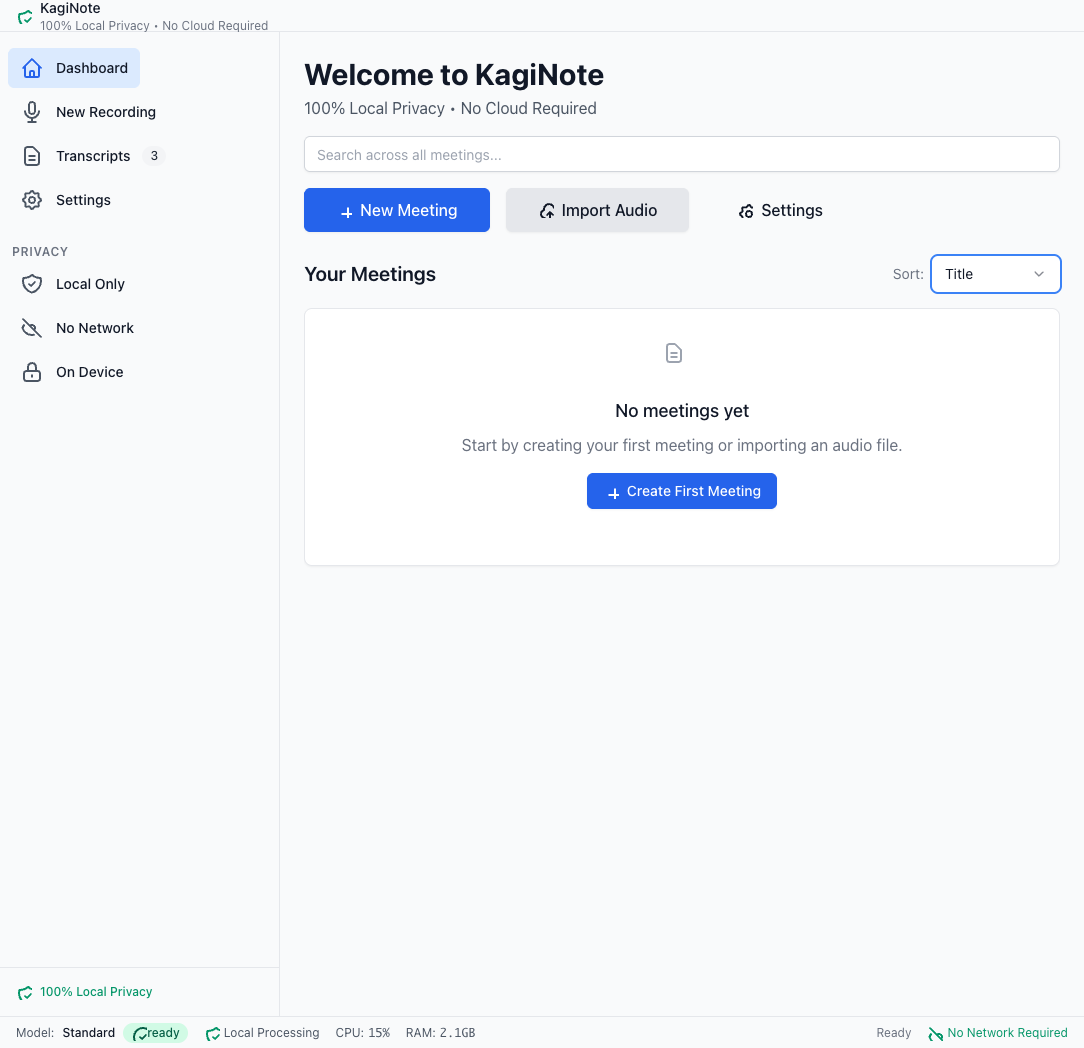 KagiNote
100% Local Privacy • No Cloud Required
Dashboard
New Recording
Transcripts 3
Settings
PRIVACY
Local Only
No Network
On Device
100% Local Privacy
Welcome to KagiNote
100% Local Privacy • No Cloud Required
Search across all meetings...
New Meeting Import Audio Settings
Your Meetings Sort: Title
No meetings yet
Start by creating your first meeting or importing an audio file.
Create First Meeting
Model: Standard ready Local Processing CPU: 15% RAM: 2.1GB Ready No Network Required